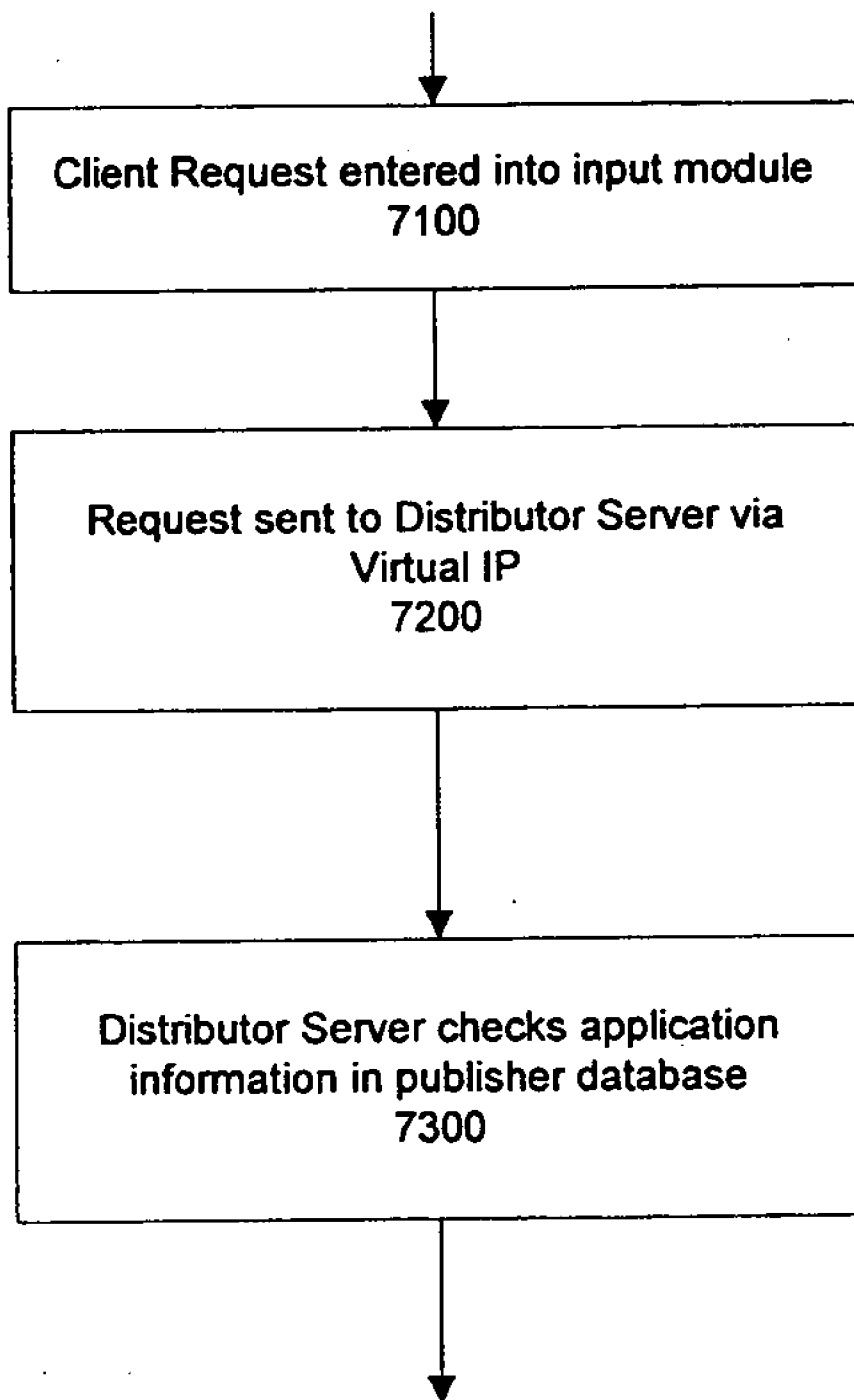 Client Request entered into input module
7100
Request sent to Distributor Server via
Virtual IP
7200
Distributor Server checks application
information in publisher database
7300